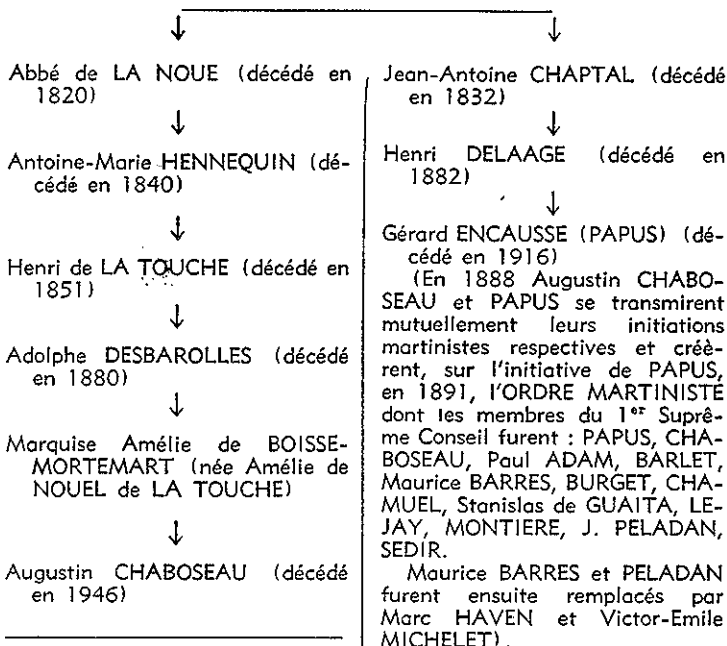 Abbé de LA NOUE (décédé en
1820)
↓
Antoine-Marie HENNEQUIN (dé-
cédé en 1840)
↓
Henri de LA TOUCHE (décédé en
1851)
↓
Adolphe DESBAROLLES (décédé
en 1880)
↓
Marquise Amélie de BOISSE-
MORTEMART (née Amélie de
NOUEL de LA TOUCHE)
↓
Augustin CHABOSEAU (décédé
en 1946)
Jean-Antoine CHAPTAL (décédé
en 1832)
↓
Henri DELAAGE (décédé en
1882)
↓
Gérard ENCAUSSE (PAPUS) (dé-
cédé en 1916)
(En 1888 Augustin CHABO-
SEAU et PAPUS se transmirent
mutuellement leurs initiations
martinistes respectives et créè-
rent, sur l'initiative de PAPUS,
en 1891, l'ORDRE MARTINISTE
dont les membres du 1er Suprê-
me Conseil furent : PAPUS, CHA-
BOSEAU, Paul ADAM, BARLET,
Maurice BARRES, BURGET, CHA-
MUEL, Stanislas de GUAITA, LE-
JAY, MONTIERE, J. PELADAN,
SEDIR.
Maurice BARRES et PELADAN
furent ensuite remplacés par
Marc HAVEN et Victor-Emile
MICHELET).